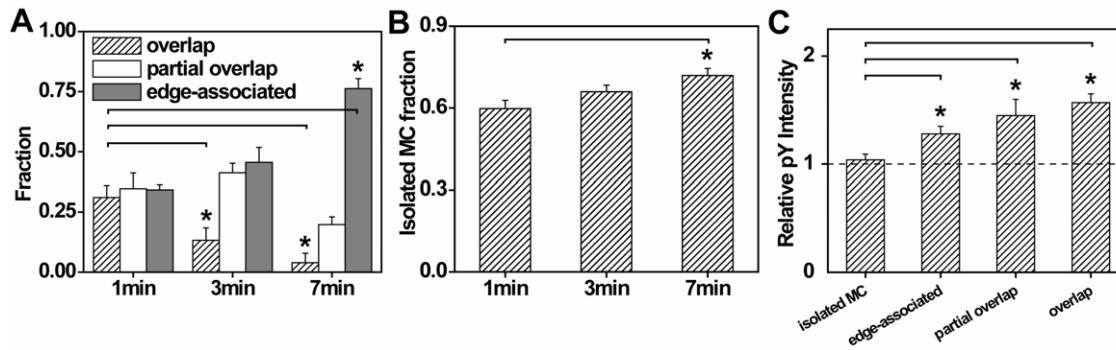 A
1.00
0.75
0.50
0.25
0.00
Fraction
overlap
partial overlap
edge-associated
*
*
*
1min
3min
7min
B
0.9
0.6
0.3
0.0
Isolated MC fraction
*
1min
3min
7min
C
2
1
0
Relative pY Intensity
*
*
*
isolated MC
edge-associated
partial overlap
overlap